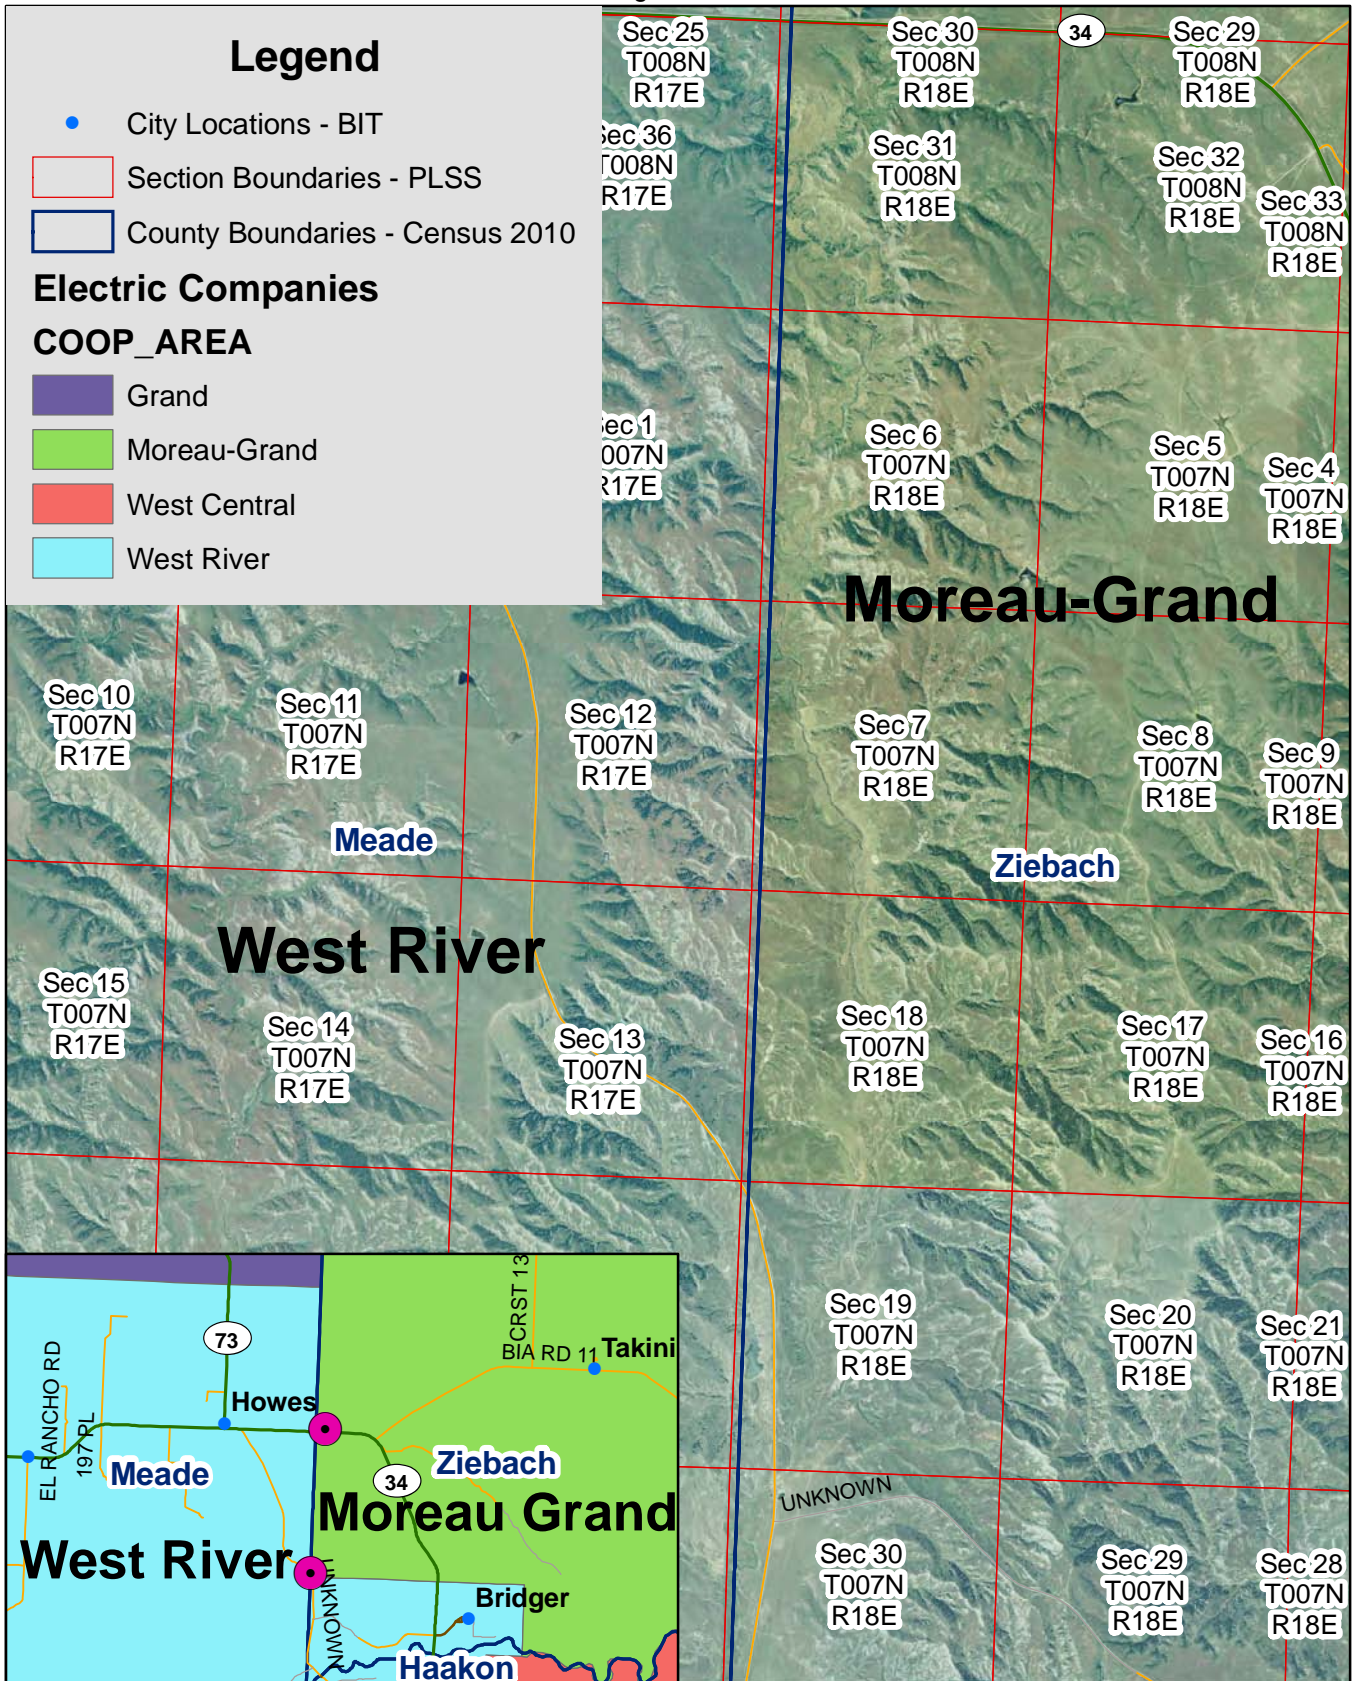 Legend
City Locations - BIT
Section Boundaries - PLSS
County Boundaries - Census 2010
Electric Companies
COOP_AREA
Grand
Moreau-Grand
West Central
West River
Sec 25
T008N
R17E
Sec 30
T008N
R18E
34
Sec 29
T008N
R18E
Sec 36
T008N
R17E
Sec 31
T008N
R18E
Sec 32
T008N
R18E
Sec 33
T008N
R18E
Sec 1
007N
R17E
Sec 6
T007N
R18E
Sec 5
T007N
R18E
Sec 4
T007N
R18E
Moreau-Grand
Sec 10
T007N
R17E
Sec 11
T007N
R17E
Sec 12
T007N
R17E
Sec 7
T007N
R18E
Sec 8
T007N
R18E
Sec 9
T007N
R18E
Meade
Ziebach
West River
Sec 15
T007N
R17E
Sec 14
T007N
R17E
Sec 13
T007N
R17E
Sec 18
T007N
R18E
Sec 17
T007N
R18E
Sec 16
T007N
R18E
Sec 19
T007N
R18E
Sec 20
T007N
R18E
Sec 21
T007N
R18E
UNKNOWN
Sec 30
T007N
R18E
Sec 29
T007N
R18E
Sec 28
T007N
R18E
73
CRST 13
BIA RD 11
Takini
Howes
EL RANCHO RD
197 PL
Meade
Ziebach
34
Moreau Grand
West River
UNKNOWN
Bridger
Haakon